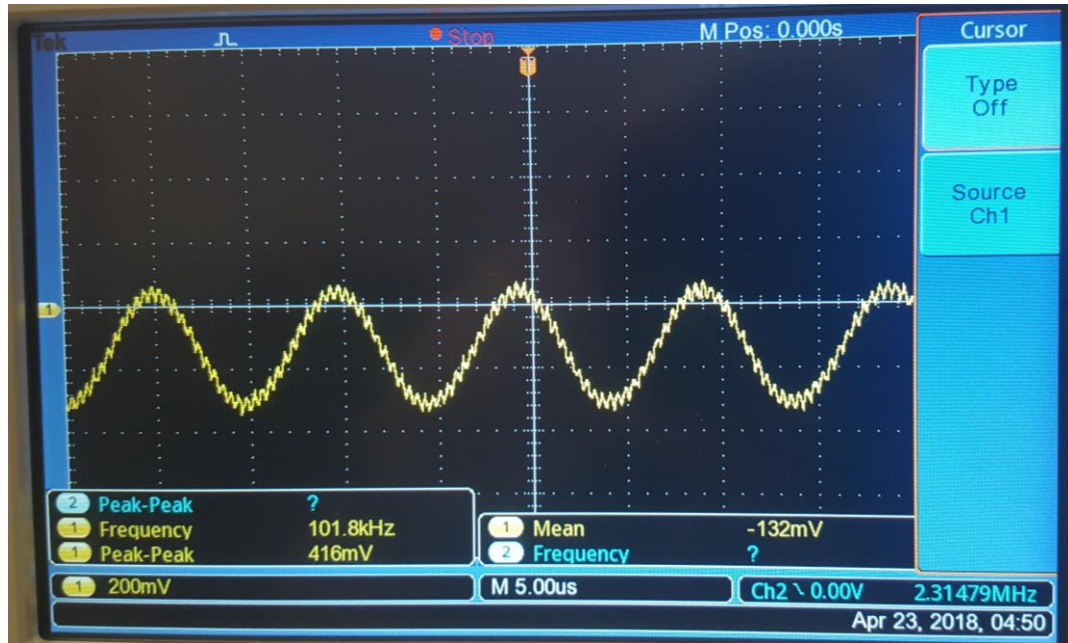 Tek Stop M Pos: 0.000s Cursor
Type
Off
Source
Ch1
1
2 Peak-Peak ?
1 Frequency 101.8kHz
1 Peak-Peak 416mV
1 Mean -132mV
2 Frequency ?
1 200mV M 5.00us Ch2 \ 0.00V 2.31479MHz
Apr 23, 2018, 04:50